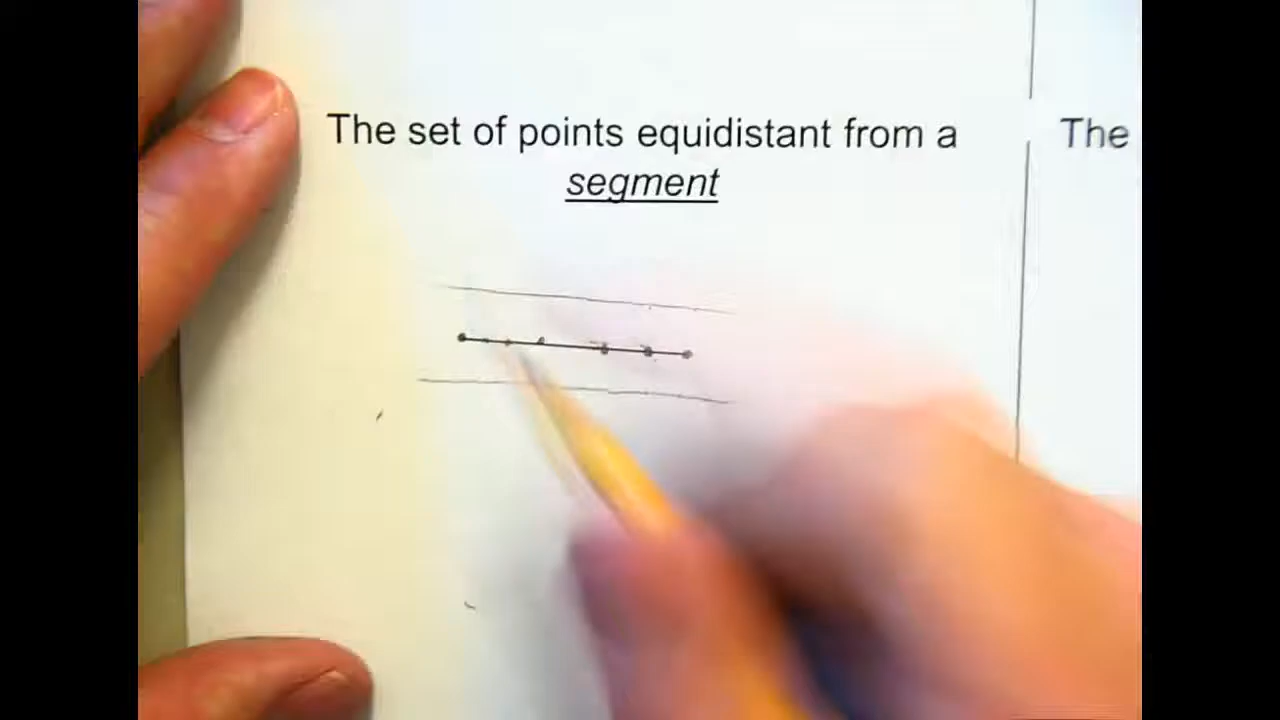 The set of points equidistant from a
segment
The